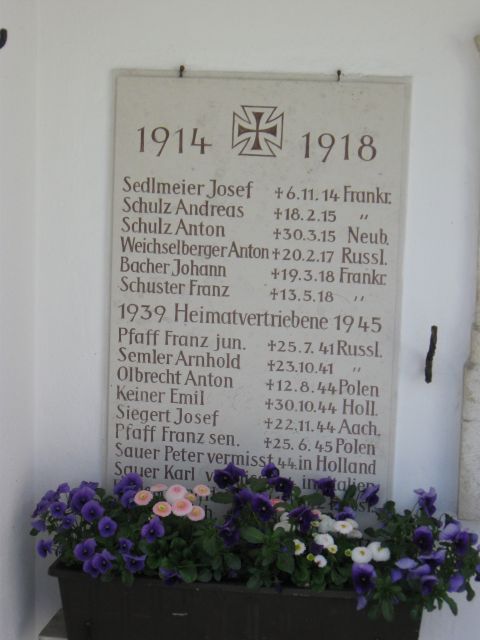 1914 1918
Sedlmeier Josef ✝6.11.14 Frankr.
Schulz Andreas ✝18.2.15 "
Schulz Anton ✝30.3.15 Neub.
Weichselberger Anton ✝20.2.17 Russl.
Bacher Johann ✝19.3.18 Frankr.
Schuster Franz ✝13.5.18 "
1939 Heimatvertriebene 1945
Pfaff Franz jun. ✝25.7.41 Russl.
Semler Arnhold ✝23.10.41 "
Olbrecht Anton ✝12.8.44 Polen
Keiner Emil ✝30.10.44 Holl.
Siegert Josef ✝22.11.44 Aach.
Pfaff Franz sen. ✝25.6.45 Polen
Sauer Peter vermisst 44 in Holland
Sauer Karl in Italien